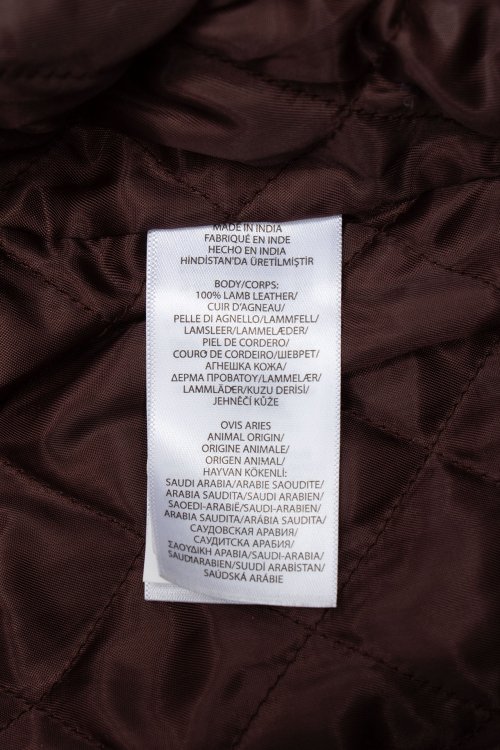 MADE IN INDIA
FABRIQUÉ EN INDE
HECHO EN INDIA
HİNDİSTAN'DA ÜRETİLMİŞTİR
BODY/CORPS:
100% LAMB LEATHER/
CUIR D'AGNEAU/
PELLE DI AGNELLO/LAMMFELL/
LAMSLEER/LAMMELÆDER/
PIEL DE CORDERO/
COURO DE CORDEIRO/ШЕВРЕТ/
АГНЕШКА КОЖА/
ΔΕΡΜΑ ΠΡΟΒΑΤΟΥ/LAMMELÆR/
LAMMLÄDER/KUZU DERİSİ/
JEHNĚČÍ KŮŽE
OVIS ARIES
ANIMAL ORIGIN/
ORIGINE ANIMALE/
ORIGEN ANIMAL/
HAYVAN KÖKENLİ:
SAUDI ARABIA/ARABIE SAOUDITE/
ARABIA SAUDITA/SAUDI ARABIEN/
SAOEDI-ARABIË/SAUDI-ARABIEN/
ARABIA SAUDITA/ARÁBIA SAUDITA/
САУДОВСКАЯ АРАВИЯ/
САУДИТСКА АРАБИЯ/
ΣΑΟΥΔΙΚΗ ΑΡΑΒΙΑ/SAUDI-ARABIA/
SAUDIARABIEN/SUUDİ ARABİSTAN/
SAÚDSKÁ ARÁBIE